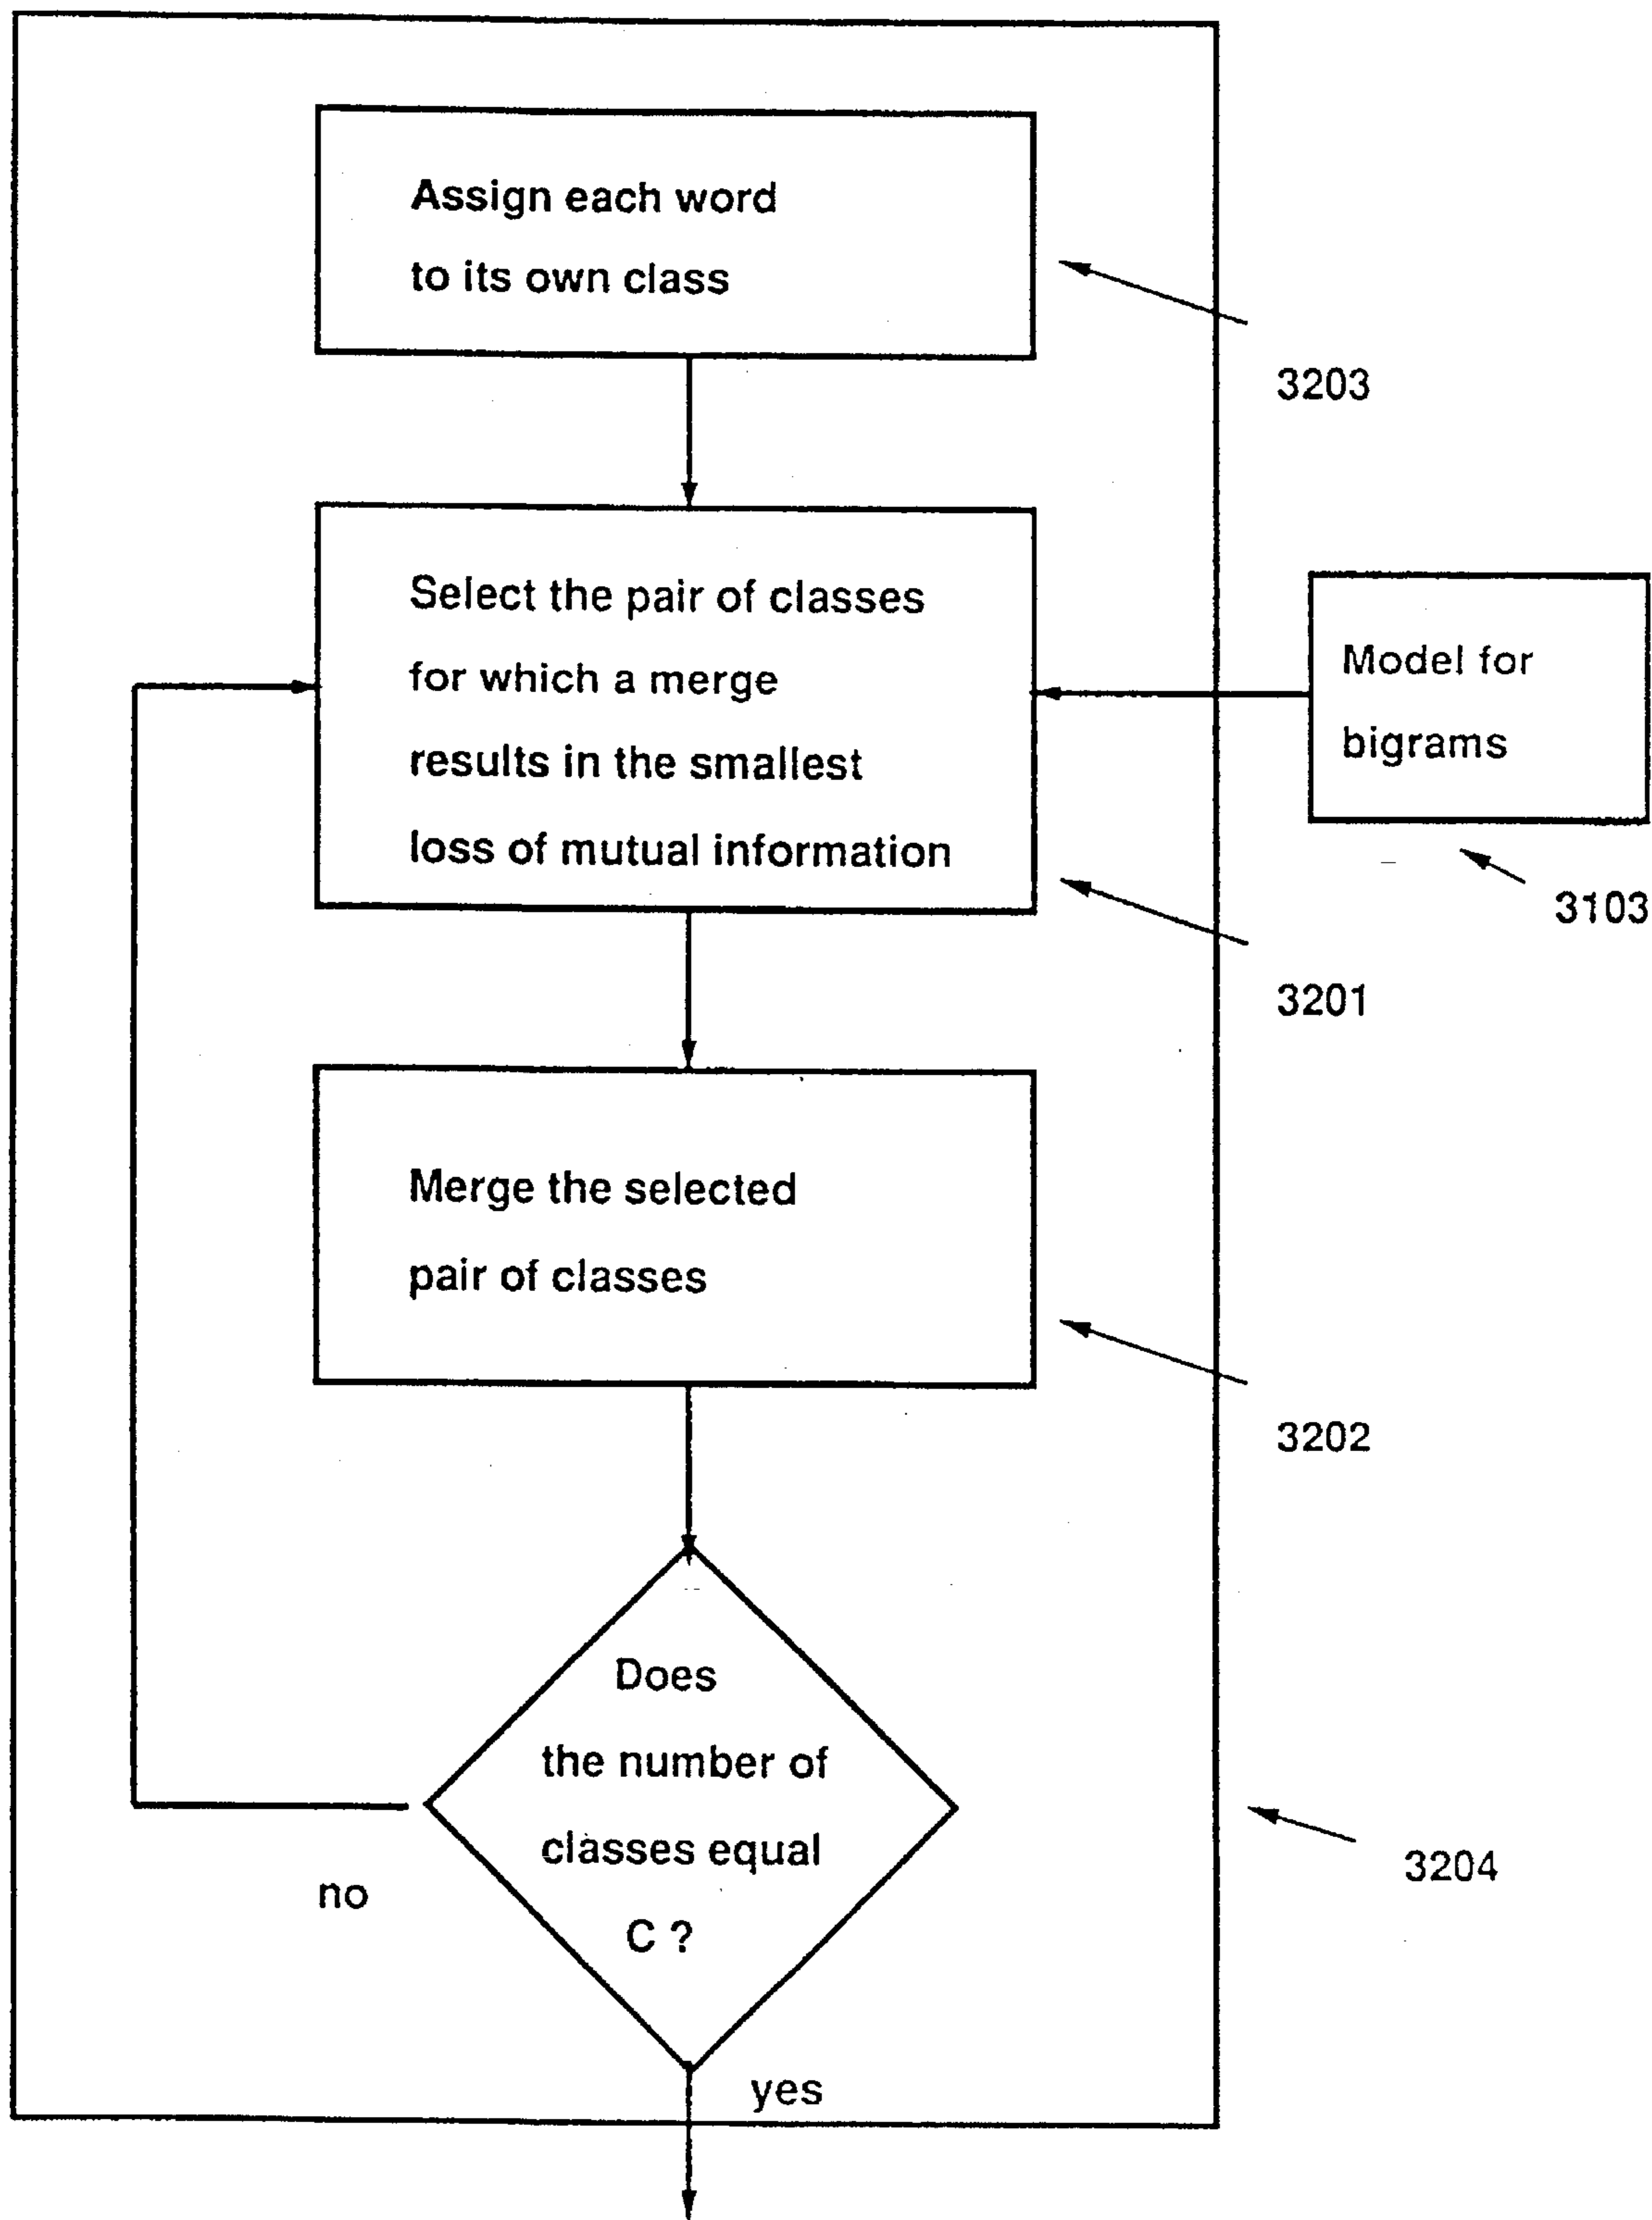 Assign each word
to its own class
3203
Select the pair of classes
for which a merge
results in the smallest
loss of mutual information
3201
Model for
bigrams
3103
Merge the selected
pair of classes
3202
Does
the number of
classes equal
C ?
no
yes
3204